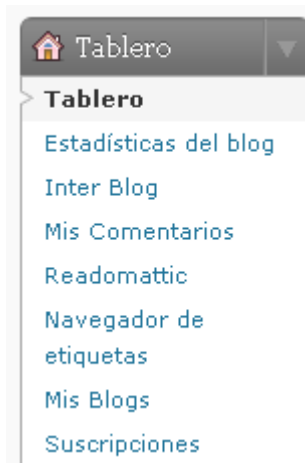 Tablero
Tablero
Estadísticas del blog
Inter Blog
Mis Comentarios
Readomattic
Navegador de
etiquetas
Mis Blogs
Suscripciones